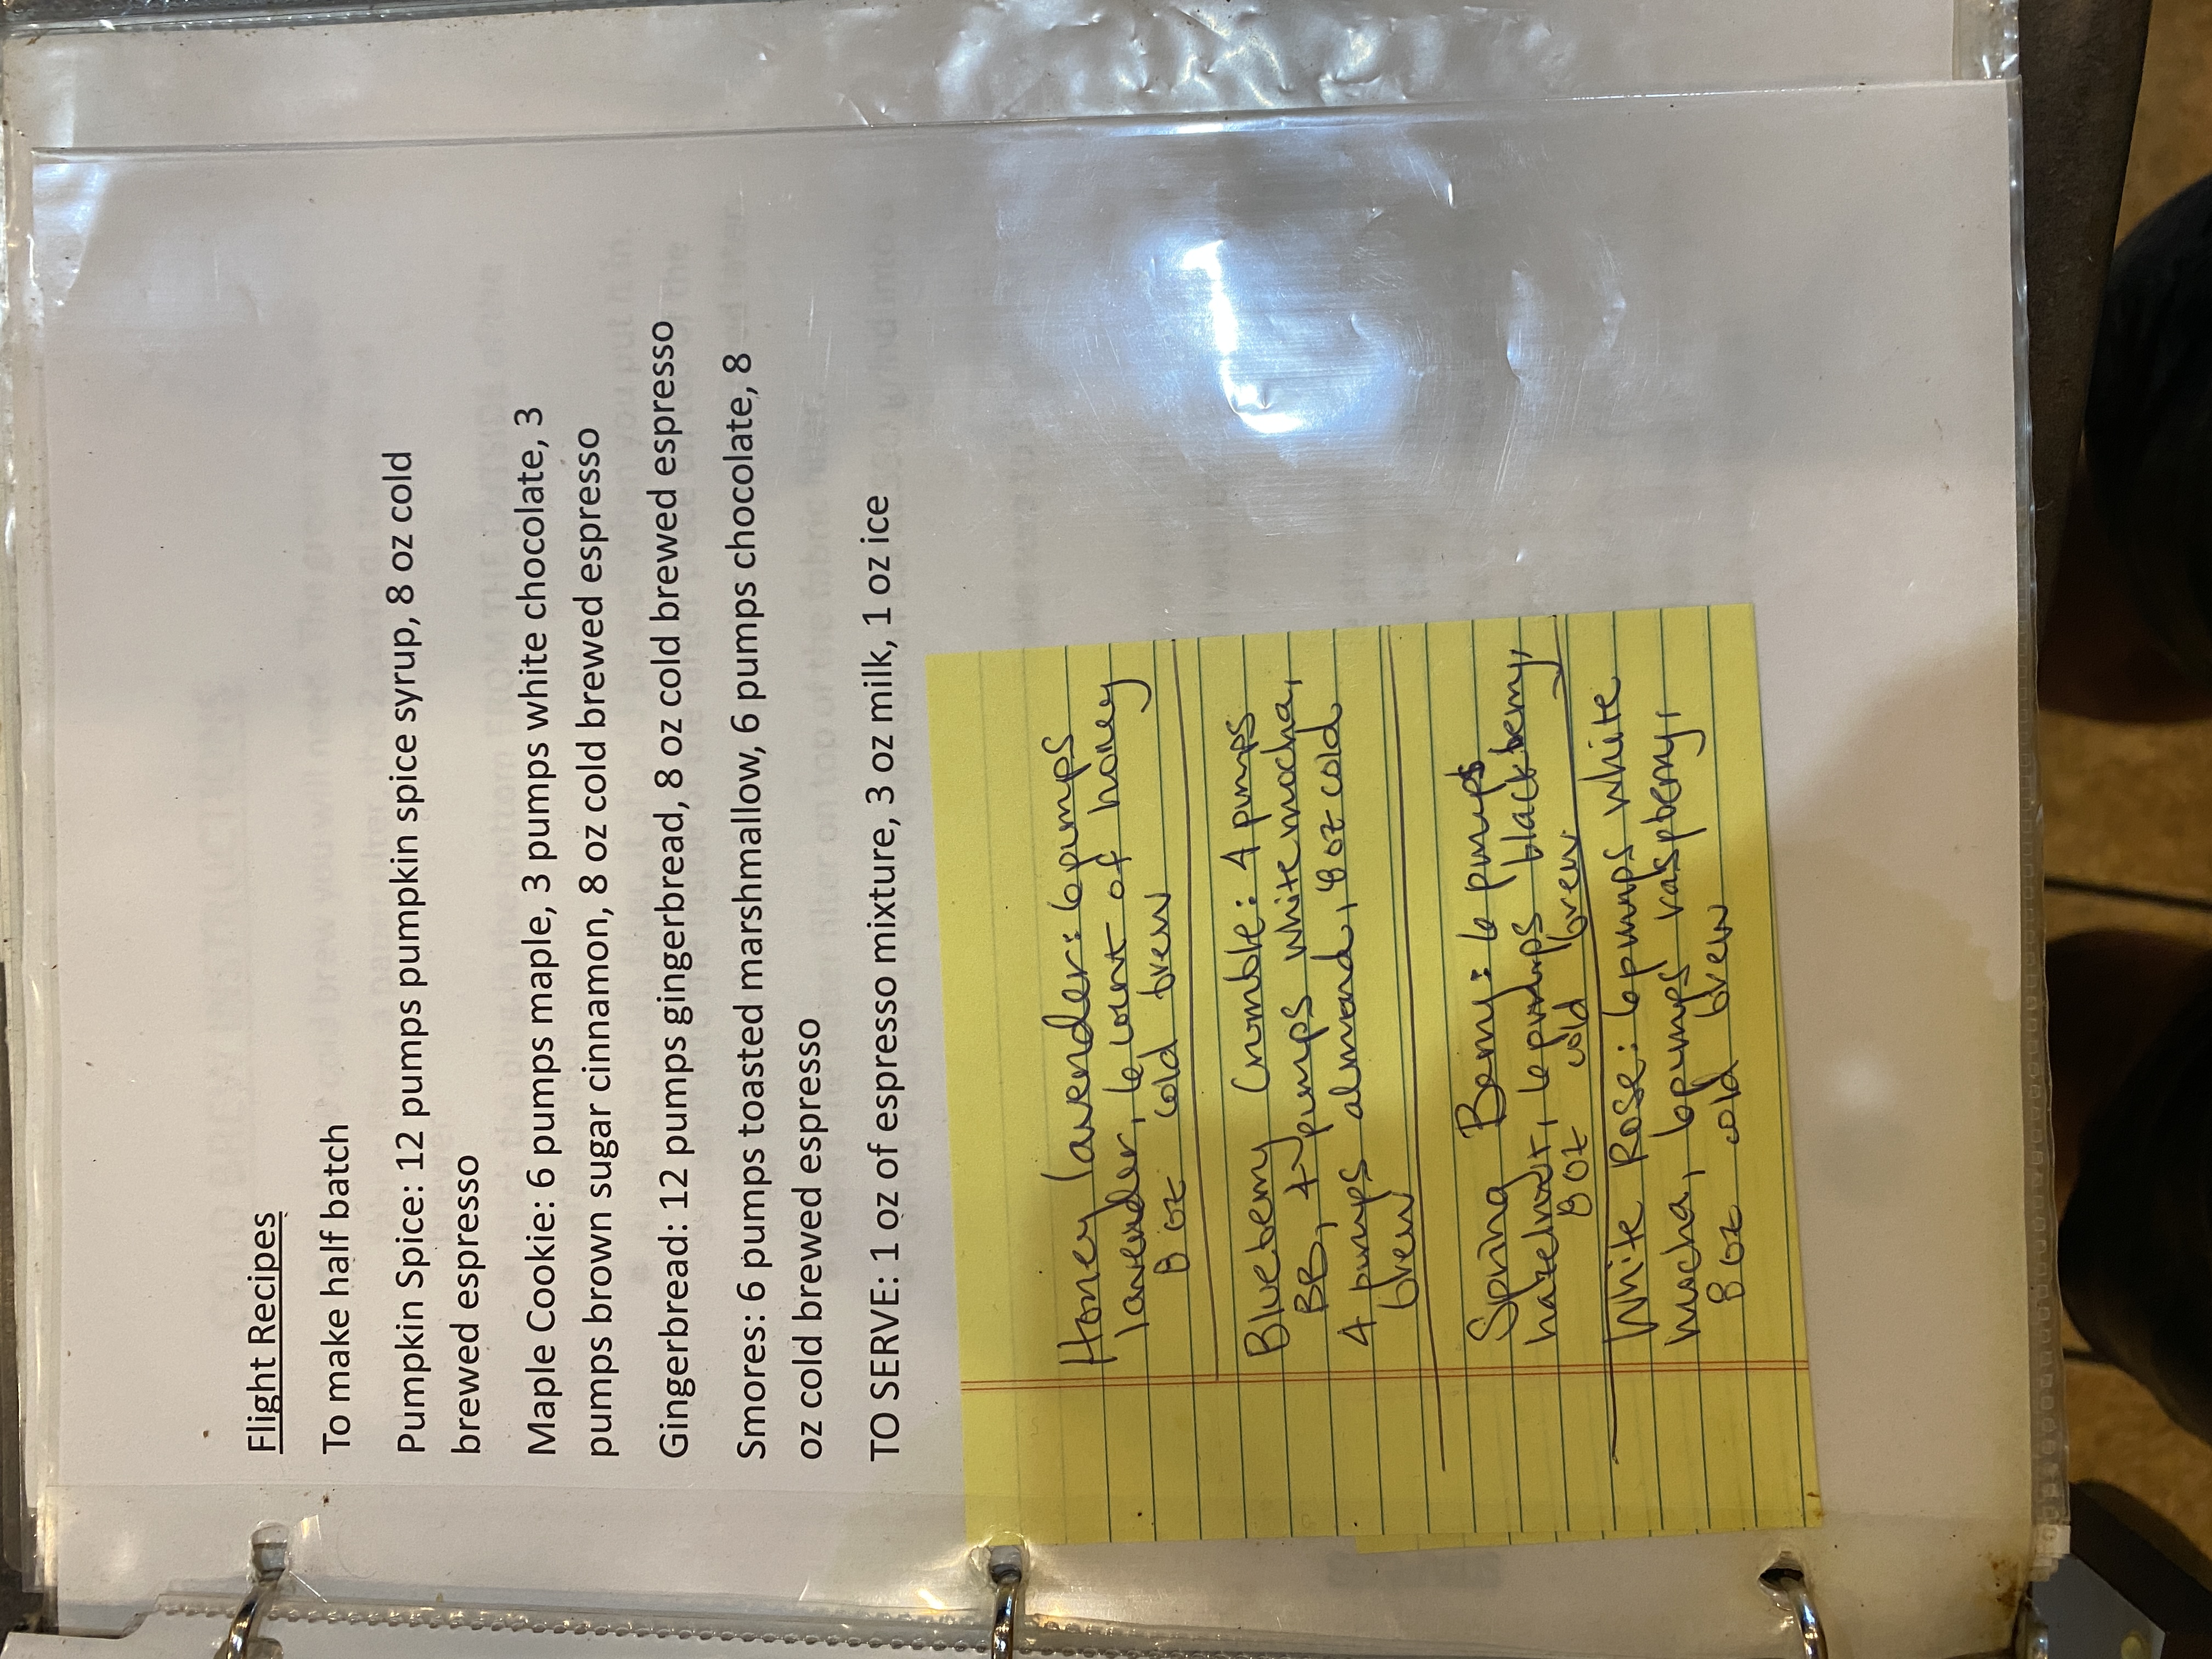 Flight Recipes
To make half batch
Pumpkin Spice: 12 pumps pumpkin spice syrup, 8 oz cold
brewed espresso
Maple Cookie: 6 pumps maple, 3 pumps white chocolate, 3
pumps brown sugar cinnamon, 8 oz cold brewed espresso
Gingerbread: 12 pumps gingerbread, 8 oz cold brewed espresso
Smores: 6 pumps toasted marshmallow, 6 pumps chocolate, 8
oz cold brewed espresso
TO SERVE: 1 oz of espresso mixture, 3 oz milk, 1 oz ice
Honey lavender: 6 pumps
lavender, 6 count of honey
8 oz cold brew
Blueberry Crumble: 4 pumps
BB, 4 pumps white mocha,
4 pumps almond, 8 oz cold
brew
Spring Berry: 6 pumps
hazelnut, 6 pumps blackberry,
8 oz cold brew
White Rose: 6 pumps white
mocha, 6 pumps raspberry,
8 oz cold brew